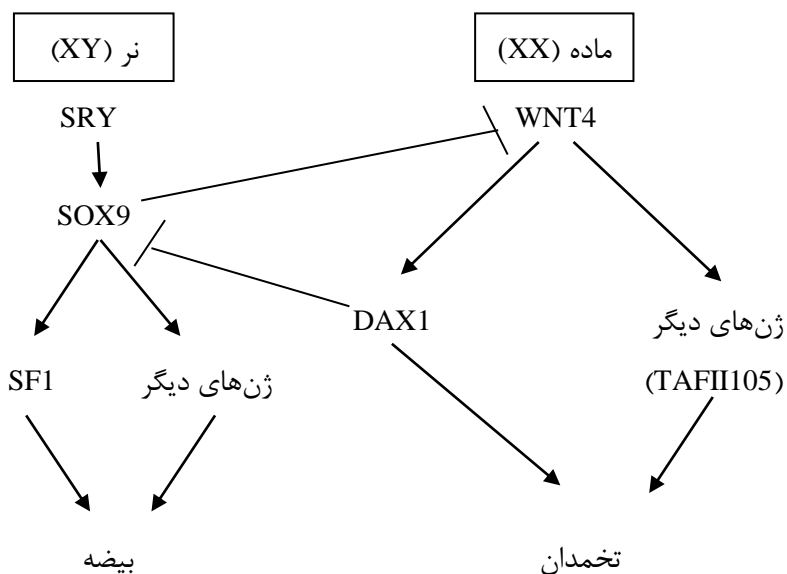 نر (XY)
ماده (XX)
SRY
WNT4
SOX9
DAX1
ژن‌های دیگر
SF1
ژن‌های دیگر
(TAFII105)
بیضه
تخمدان